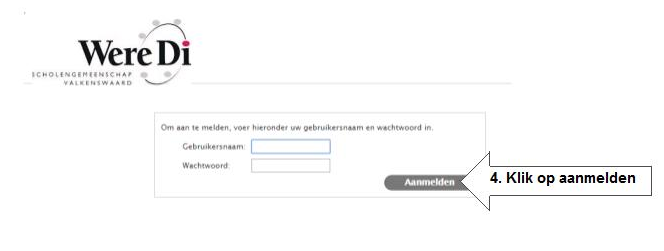 Were Di
SCHOLENGEMEENSCHAP
VALKENSWAARD
Om aan te melden, voer hieronder uw gebruikersnaam en wachtwoord in.
Gebruikersnaam:
Wachtwoord:
Aanmelden
4. Klik op aanmelden